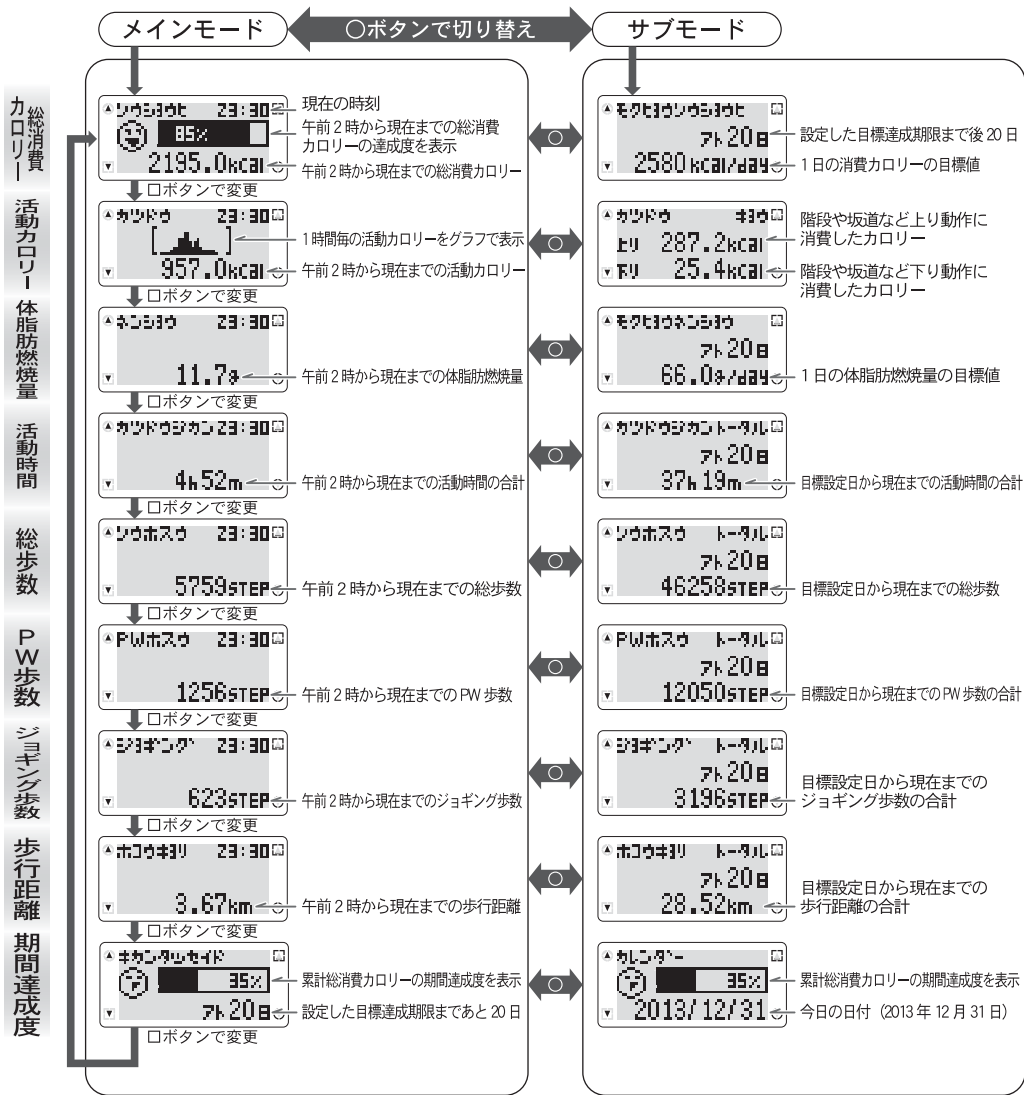 メインモード
○ボタンで切り替え
サブモード
総消費
カロリー
ソウショウヒ 23:30
85%
2195.0kcal
現在の時刻
午前2時から現在までの総消費
カロリーの達成度を表示
午前2時から現在までの総消費カロリー
○
モクヒョウソウショウヒ
アト20日
2580kcal/day
設定した目標達成期限まで後20日
1日の消費カロリーの目標値
□ボタンで変更
活動カロリー
カツドウ 23:30
957.0kcal
1時間毎の活動カロリーをグラフで表示
午前2時から現在までの活動カロリー
○
カツドウ キョウ
上り 287.2kcal
下り 25.4kcal
階段や坂道など上り動作に
消費したカロリー
階段や坂道など下り動作に
消費したカロリー
□ボタンで変更
体脂肪燃焼量
ネンショウ 23:30
11.7g
午前2時から現在までの体脂肪燃焼量
○
モクヒョウネンショウ
アト20日
66.0g/day
1日の体脂肪燃焼量の目標値
□ボタンで変更
活動時間
カツドウジカン 23:30
4h52m
午前2時から現在までの活動時間の合計
○
カツドウジカントータル
アト20日
37h19m
目標設定日から現在までの活動時間の合計
□ボタンで変更
総歩数
ソウホスウ 23:30
5759STEP
午前2時から現在までの総歩数
○
ソウホスウ トータル
アト20日
46258STEP
目標設定日から現在までの総歩数
□ボタンで変更
PW歩数
PWホスウ 23:30
1256STEP
午前2時から現在までのPW歩数
○
PWホスウ トータル
アト20日
12050STEP
目標設定日から現在までのPW歩数の合計
□ボタンで変更
ジョギング歩数
ジョギング 23:30
623STEP
午前2時から現在までのジョギング歩数
○
ジョギング トータル
アト20日
3196STEP
目標設定日から現在までの
ジョギング歩数の合計
□ボタンで変更
歩行距離
ホコウキョリ 23:30
3.67km
午前2時から現在までの歩行距離
○
ホコウキョリ トータル
アト20日
28.52km
目標設定日から現在までの
歩行距離の合計
□ボタンで変更
期間達成度
キカンタッセイド
35%
アト20日
累計総消費カロリーの期間達成度を表示
設定した目標達成期限まであと20日
○
カレンダー
35%
2013/12/31
累計総消費カロリーの期間達成度を表示
今日の日付（2013年12月31日）
□ボタンで変更